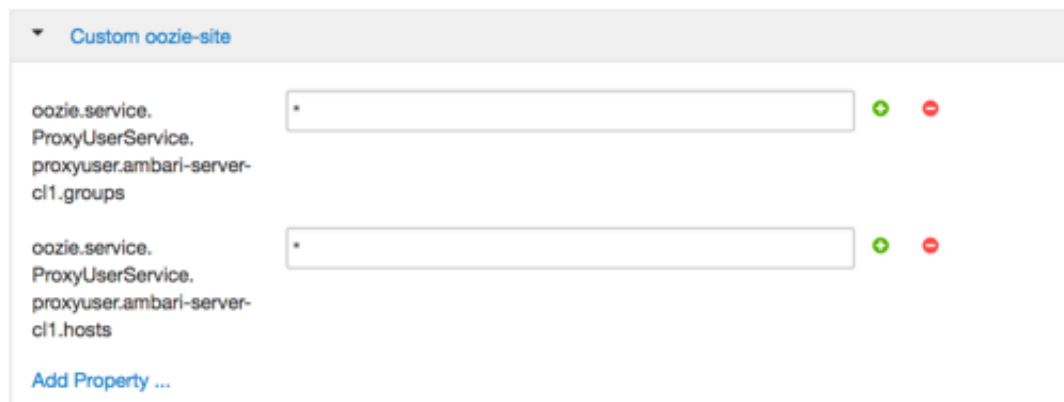 Custom oozie-site
oozie.service.
*
ProxyUserService.
proxyuser.ambari-server-
cl1.groups
oozie.service.
*
ProxyUserService.
proxyuser.ambari-server-
cl1.hosts
Add Property ...